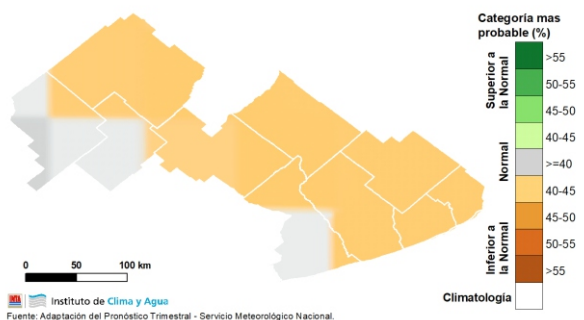 Categoría mas
probable (%)
Superior a
la Normal
>55
50-55
45-50
40-45
Normal
>=40
Inferior a
la Normal
40-45
45-50
50-55
>55
Climatología
0 50 100 km
INTA Instituto de Clima y Agua
Fuente: Adaptación del Pronóstico Trimestral - Servicio Meteorológico Nacional.